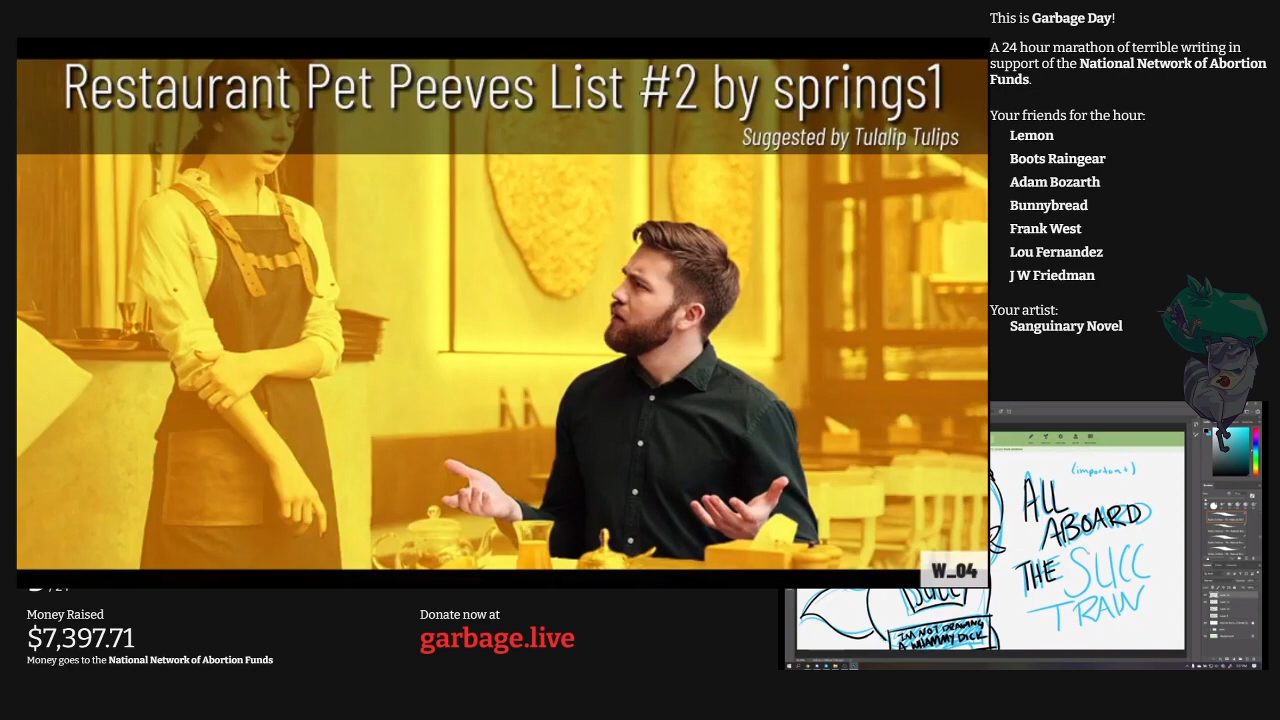 Restaurant Pet Peeves List #2 by springs1
Suggested by Tulalip Tulips
W_04
This is Garbage Day!
A 24 hour marathon of terrible writing in
support of the National Network of Abortion
Funds.
Your friends for the hour:
Lemon
Boots Raingear
Adam Bozarth
Bunnybread
Frank West
Lou Fernandez
J W Friedman
Your artist:
Sanguinary Novel
(important)
ALL
ABOARD
THE SUCC
TRAIN
I'M NOT DRAWING
A MUMMY DICK
Money Raised
$7,397.71
Money goes to the National Network of Abortion Funds
Donate now at
garbage.live